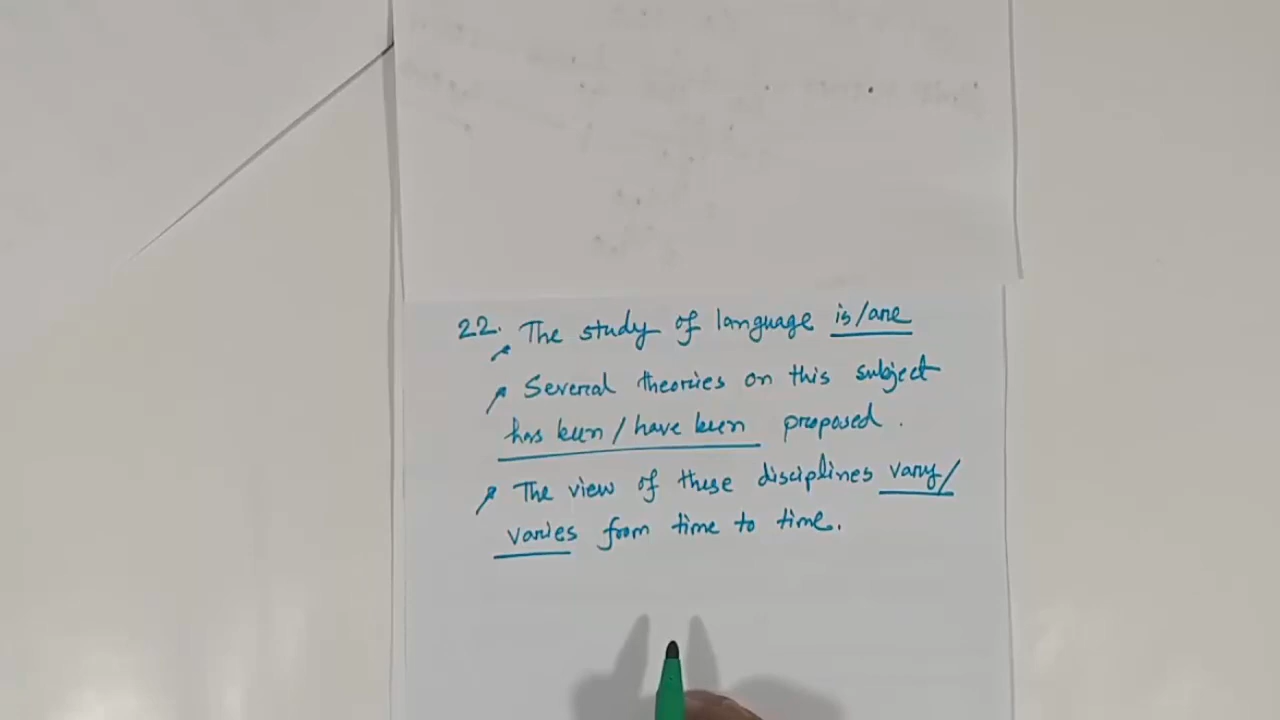 22. The study of language is/are
Several theories on this subject
has been / have been proposed.
The view of these disciplines vary/
varies from time to time.